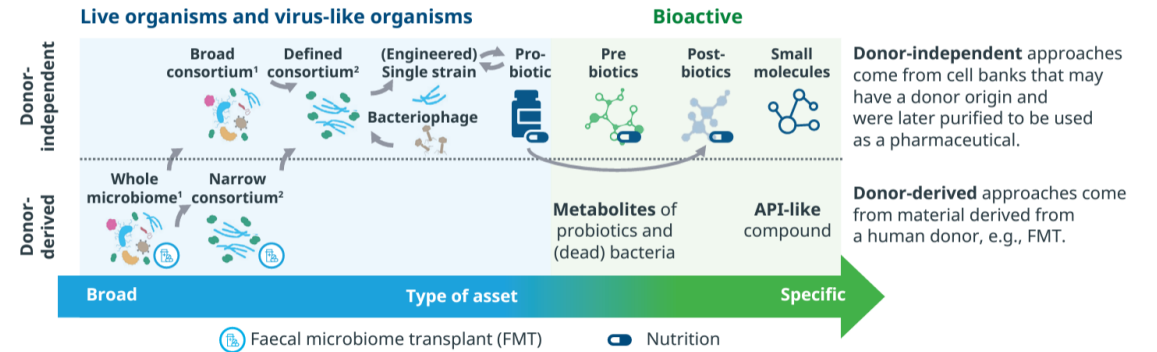 Live organisms and virus-like organisms
Bioactive
Donor-
independent
Broad
consortium¹
Defined
consortium²
(Engineered)
Single strain
Bacteriophage
Pro-
biotic
Pre
biotics
Post-
biotics
Small
molecules
Donor-independent approaches
come from cell banks that may
have a donor origin and
were later purified to be used
as a pharmaceutical.
Donor-
derived
Whole
microbiome¹
Narrow
consortium²
Metabolites of
probiotics and
(dead) bacteria
API-like
compound
Donor-derived approaches come
from material derived from
a human donor, e.g., FMT.
Broad
Type of asset
Specific
Faecal microbiome transplant (FMT)
Nutrition